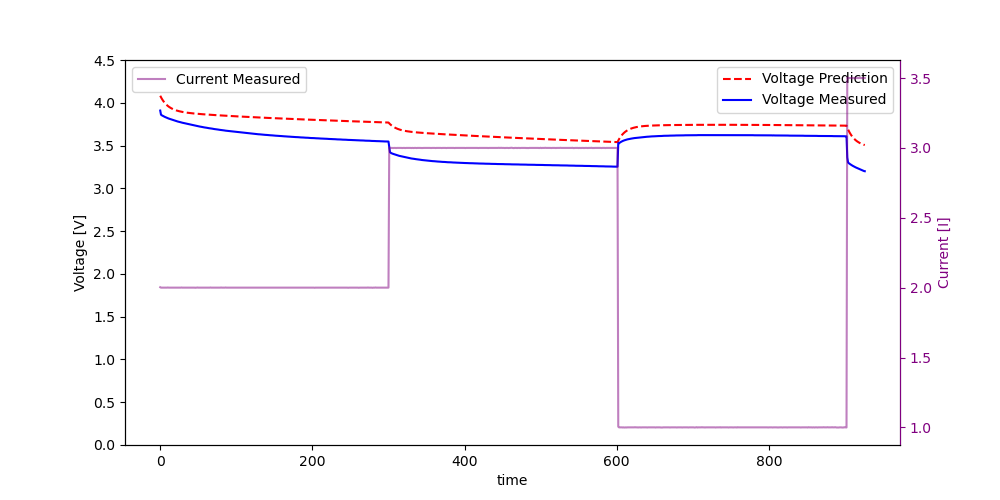 Current Measured
Voltage Prediction
Voltage Measured
4.5
4.0
3.5
3.0
2.5
2.0
1.5
1.0
0.5
0.0
Voltage [V]
3.5
3.0
2.5
2.0
1.5
1.0
Current [I]
0 200 400 600 800
time